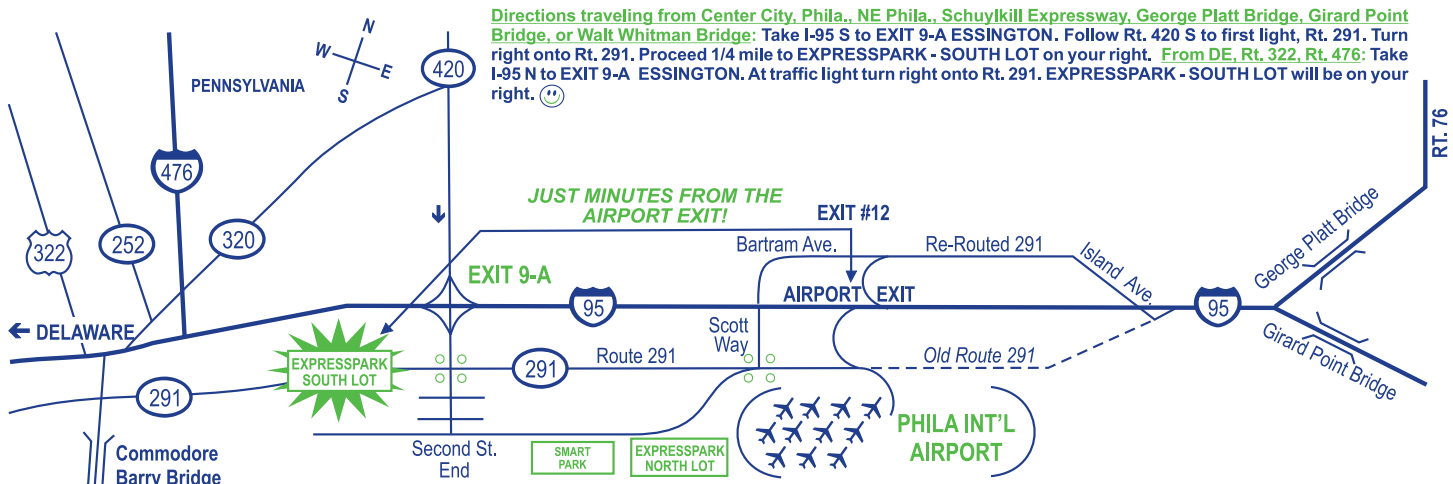 Directions traveling from Center City, Phila., NE Phila., Schuylkill Expressway, George Platt Bridge, Girard Point
Bridge, or Walt Whitman Bridge: Take I-95 S to EXIT 9-A ESSINGTON. Follow Rt. 420 S to first light, Rt. 291. Turn
right onto Rt. 291. Proceed 1/4 mile to EXPRESSPARK - SOUTH LOT on your right. From DE, Rt. 322, Rt. 476: Take
I-95 N to EXIT 9-A ESSINGTON. At traffic light turn right onto Rt. 291. EXPRESSPARK - SOUTH LOT will be on your
right.
N
W
E
S
PENNSYLVANIA
420
RT. 76
476
JUST MINUTES FROM THE
AIRPORT EXIT!
EXIT #12
322
252
320
Bartram Ave.
Re-Routed 291
Island Ave.
George Platt Bridge
EXIT 9-A
95
AIRPORT EXIT
95
DELAWARE
Scott
Way
Girard Point Bridge
EXPRESSPARK
SOUTH LOT
291
Route 291
Old Route 291
291
Commodore
Barry Bridge
Second St.
End
SMART
PARK
EXPRESSPARK
NORTH LOT
PHILA INT'L
AIRPORT